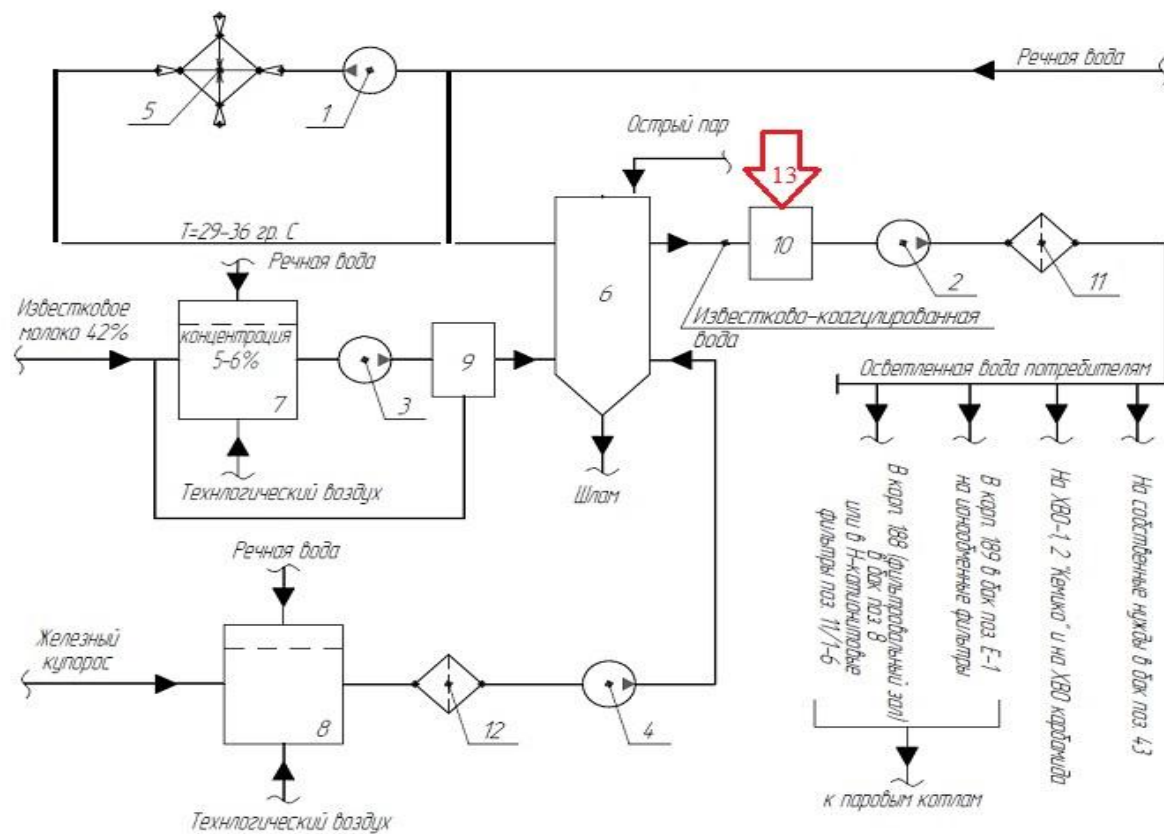 Речная вода
5
1
Острый пар
13
T=29-36 гр. С
Речная вода
10
6
2
11
Известковое
молоко 42%
концентрация
5-6%
Известково-коагулированная
вода
9
7
3
Осветленная вода потребителям
Технлогический воздух
Шлам
Речная вода
В корп. 188 (фильтровальный зал)
в бак поз. 8
или в Н-катионитовые
фильтры поз. 11/1-6
В корп. 189 в бак поз. Е-1
на ионообменные фильтры
На ХВО-1, 2 "Кемико" и на ХВО карбамида
На собственные нужды в бак поз. 43
Железный
купорос
8
12
4
к паровым котлам
Технлогический воздух